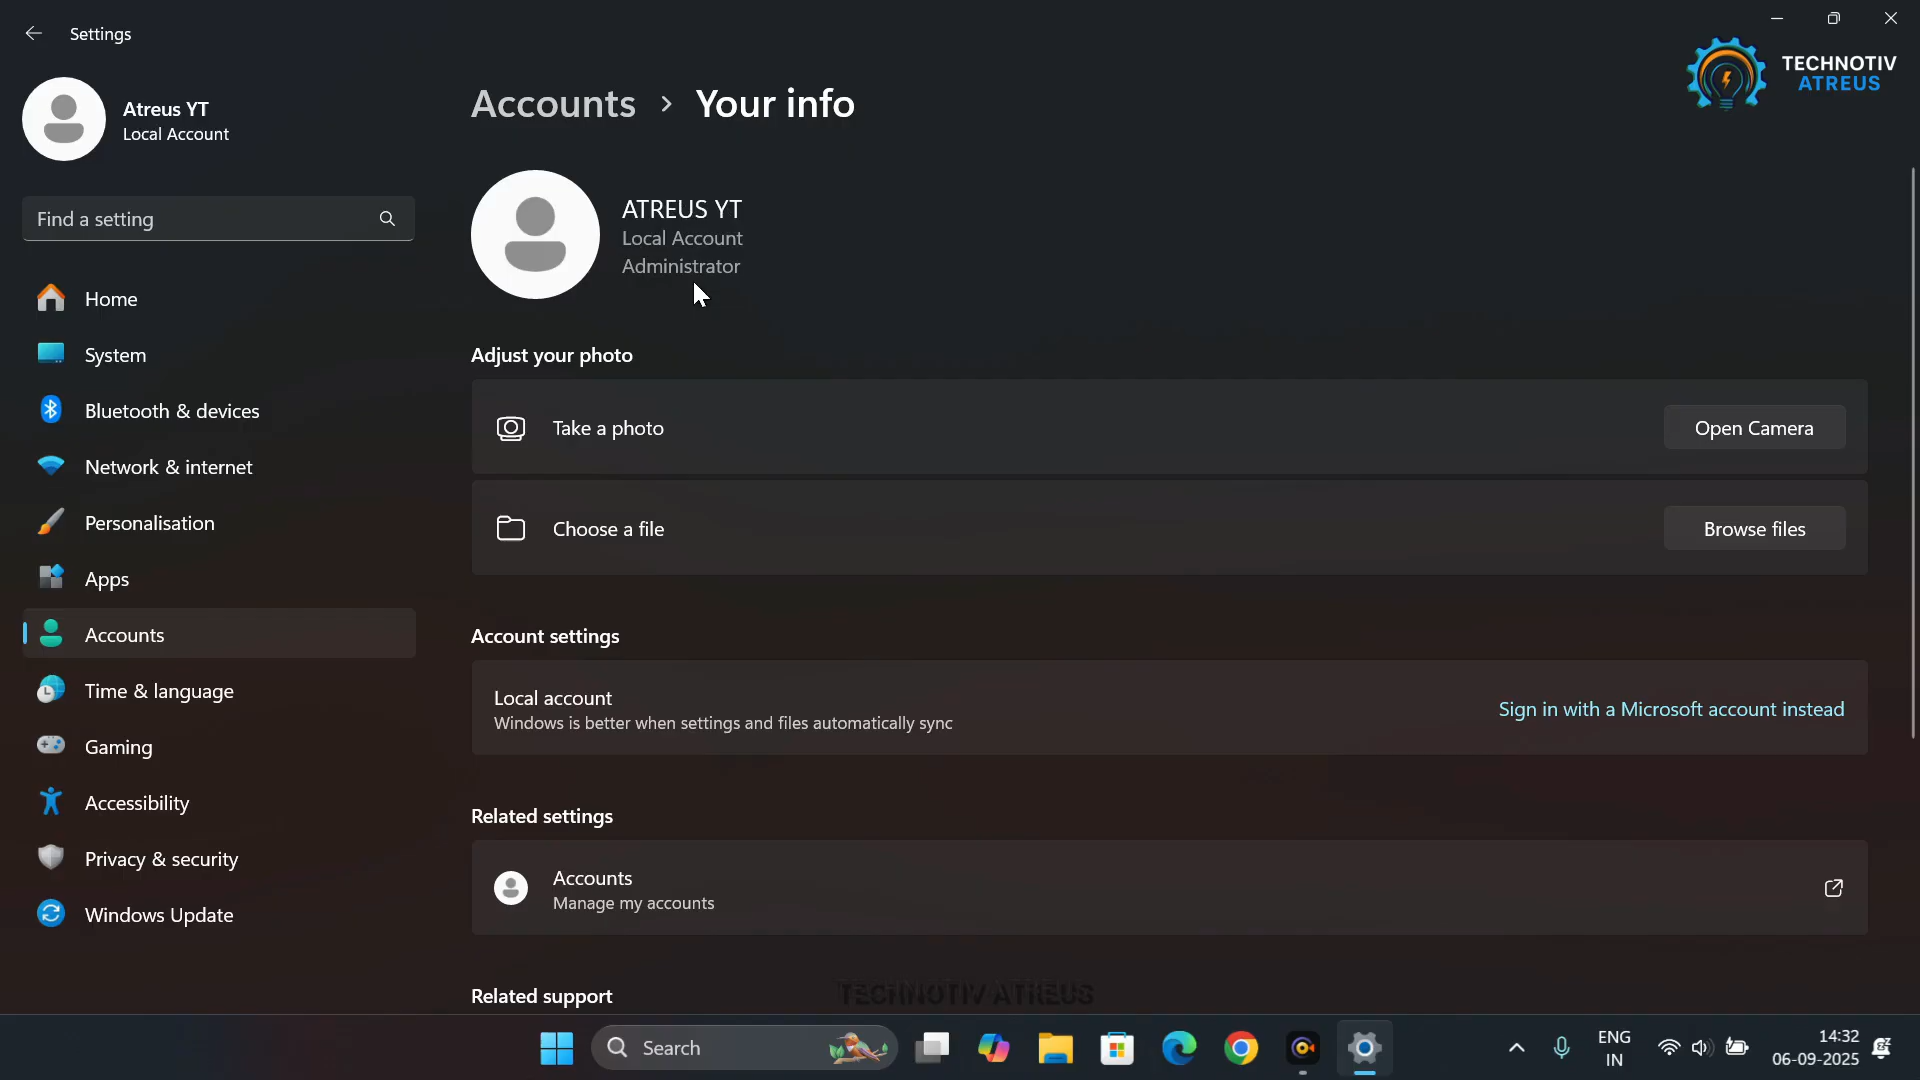 Settings
TECHNOTIV
ATREUS
Atreus YT
Local Account
Find a setting
Home
System
Bluetooth & devices
Network & internet
Personalisation
Apps
Accounts
Time & language
Gaming
Accessibility
Privacy & security
Windows Update
Accounts > Your info
ATREUS YT
Local Account
Administrator
Adjust your photo
Take a photo
Open Camera
Choose a file
Browse files
Account settings
Local account
Windows is better when settings and files automatically sync
Sign in with a Microsoft account instead
Related settings
Accounts
Manage my accounts
Related support
TECHNOTIV ATREUS
Search
ENG
IN
14:32
06-09-2025